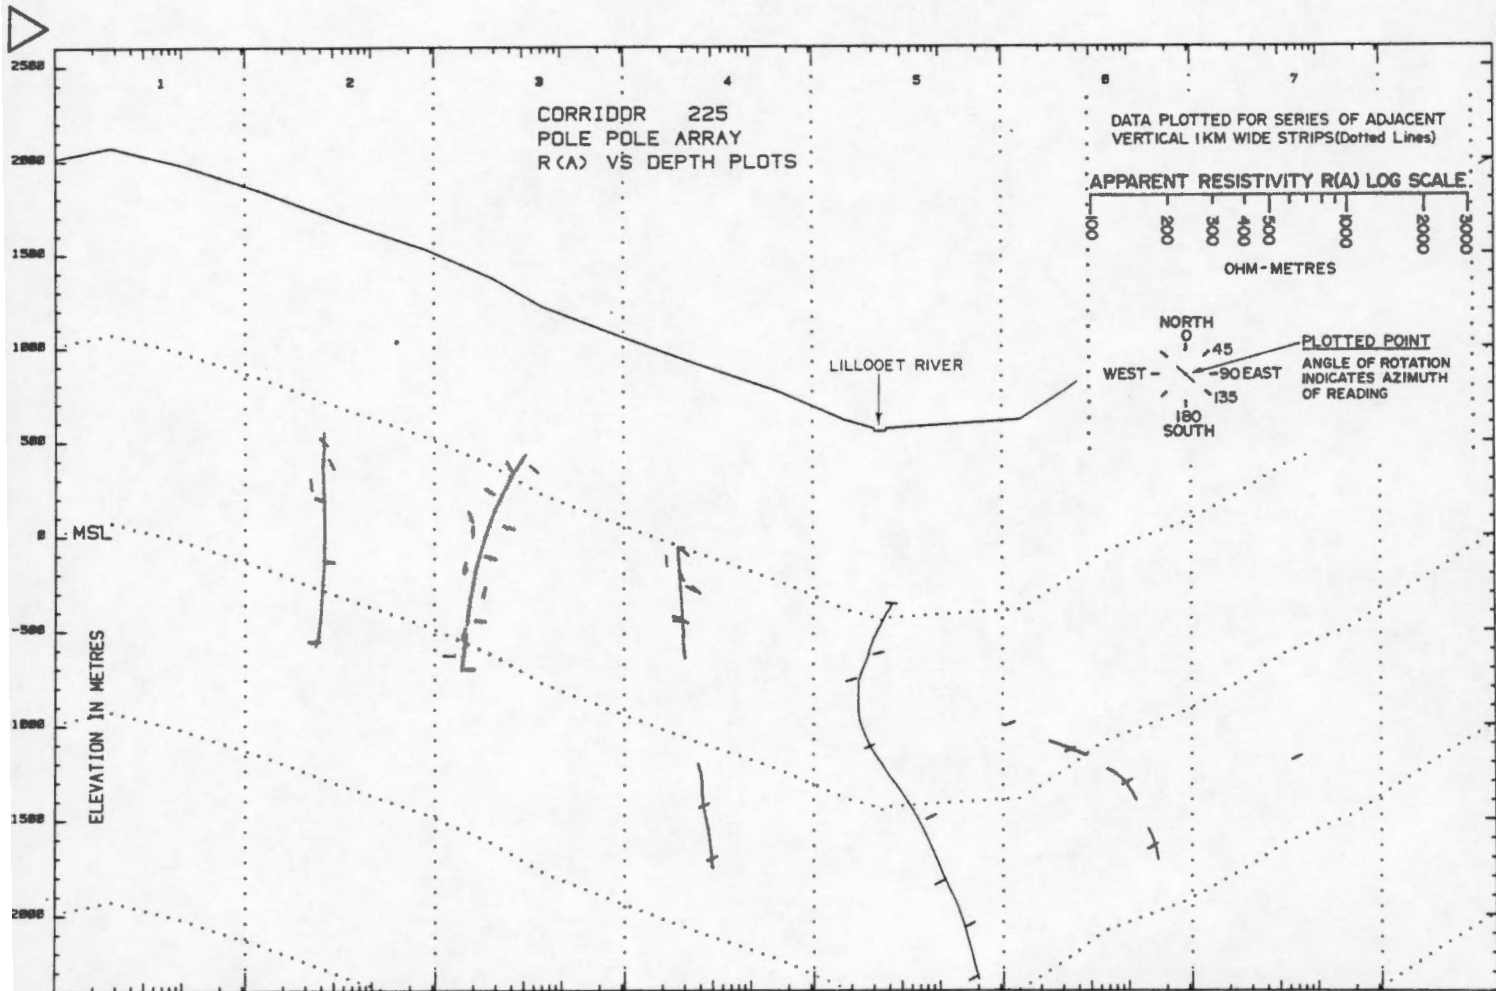 2500
1
2
3
4
5
6
7
CORRIDOR 225
POLE POLE ARRAY
R(A) VS DEPTH PLOTS
DATA PLOTTED FOR SERIES OF ADJACENT
VERTICAL 1KM WIDE STRIPS(Dotted Lines)
2000
APPARENT RESISTIVITY R(A) LOG SCALE
100
200
300
400
500
1000
2000
3000
OHM-METRES
1500
1000
NORTH
0
45
WEST
90 EAST
135
180
SOUTH
PLOTTED POINT
ANGLE OF ROTATION
INDICATES AZIMUTH
OF READING
LILLOOET RIVER
500
0
MSL
-500
ELEVATION IN METRES
1000
1500
2000